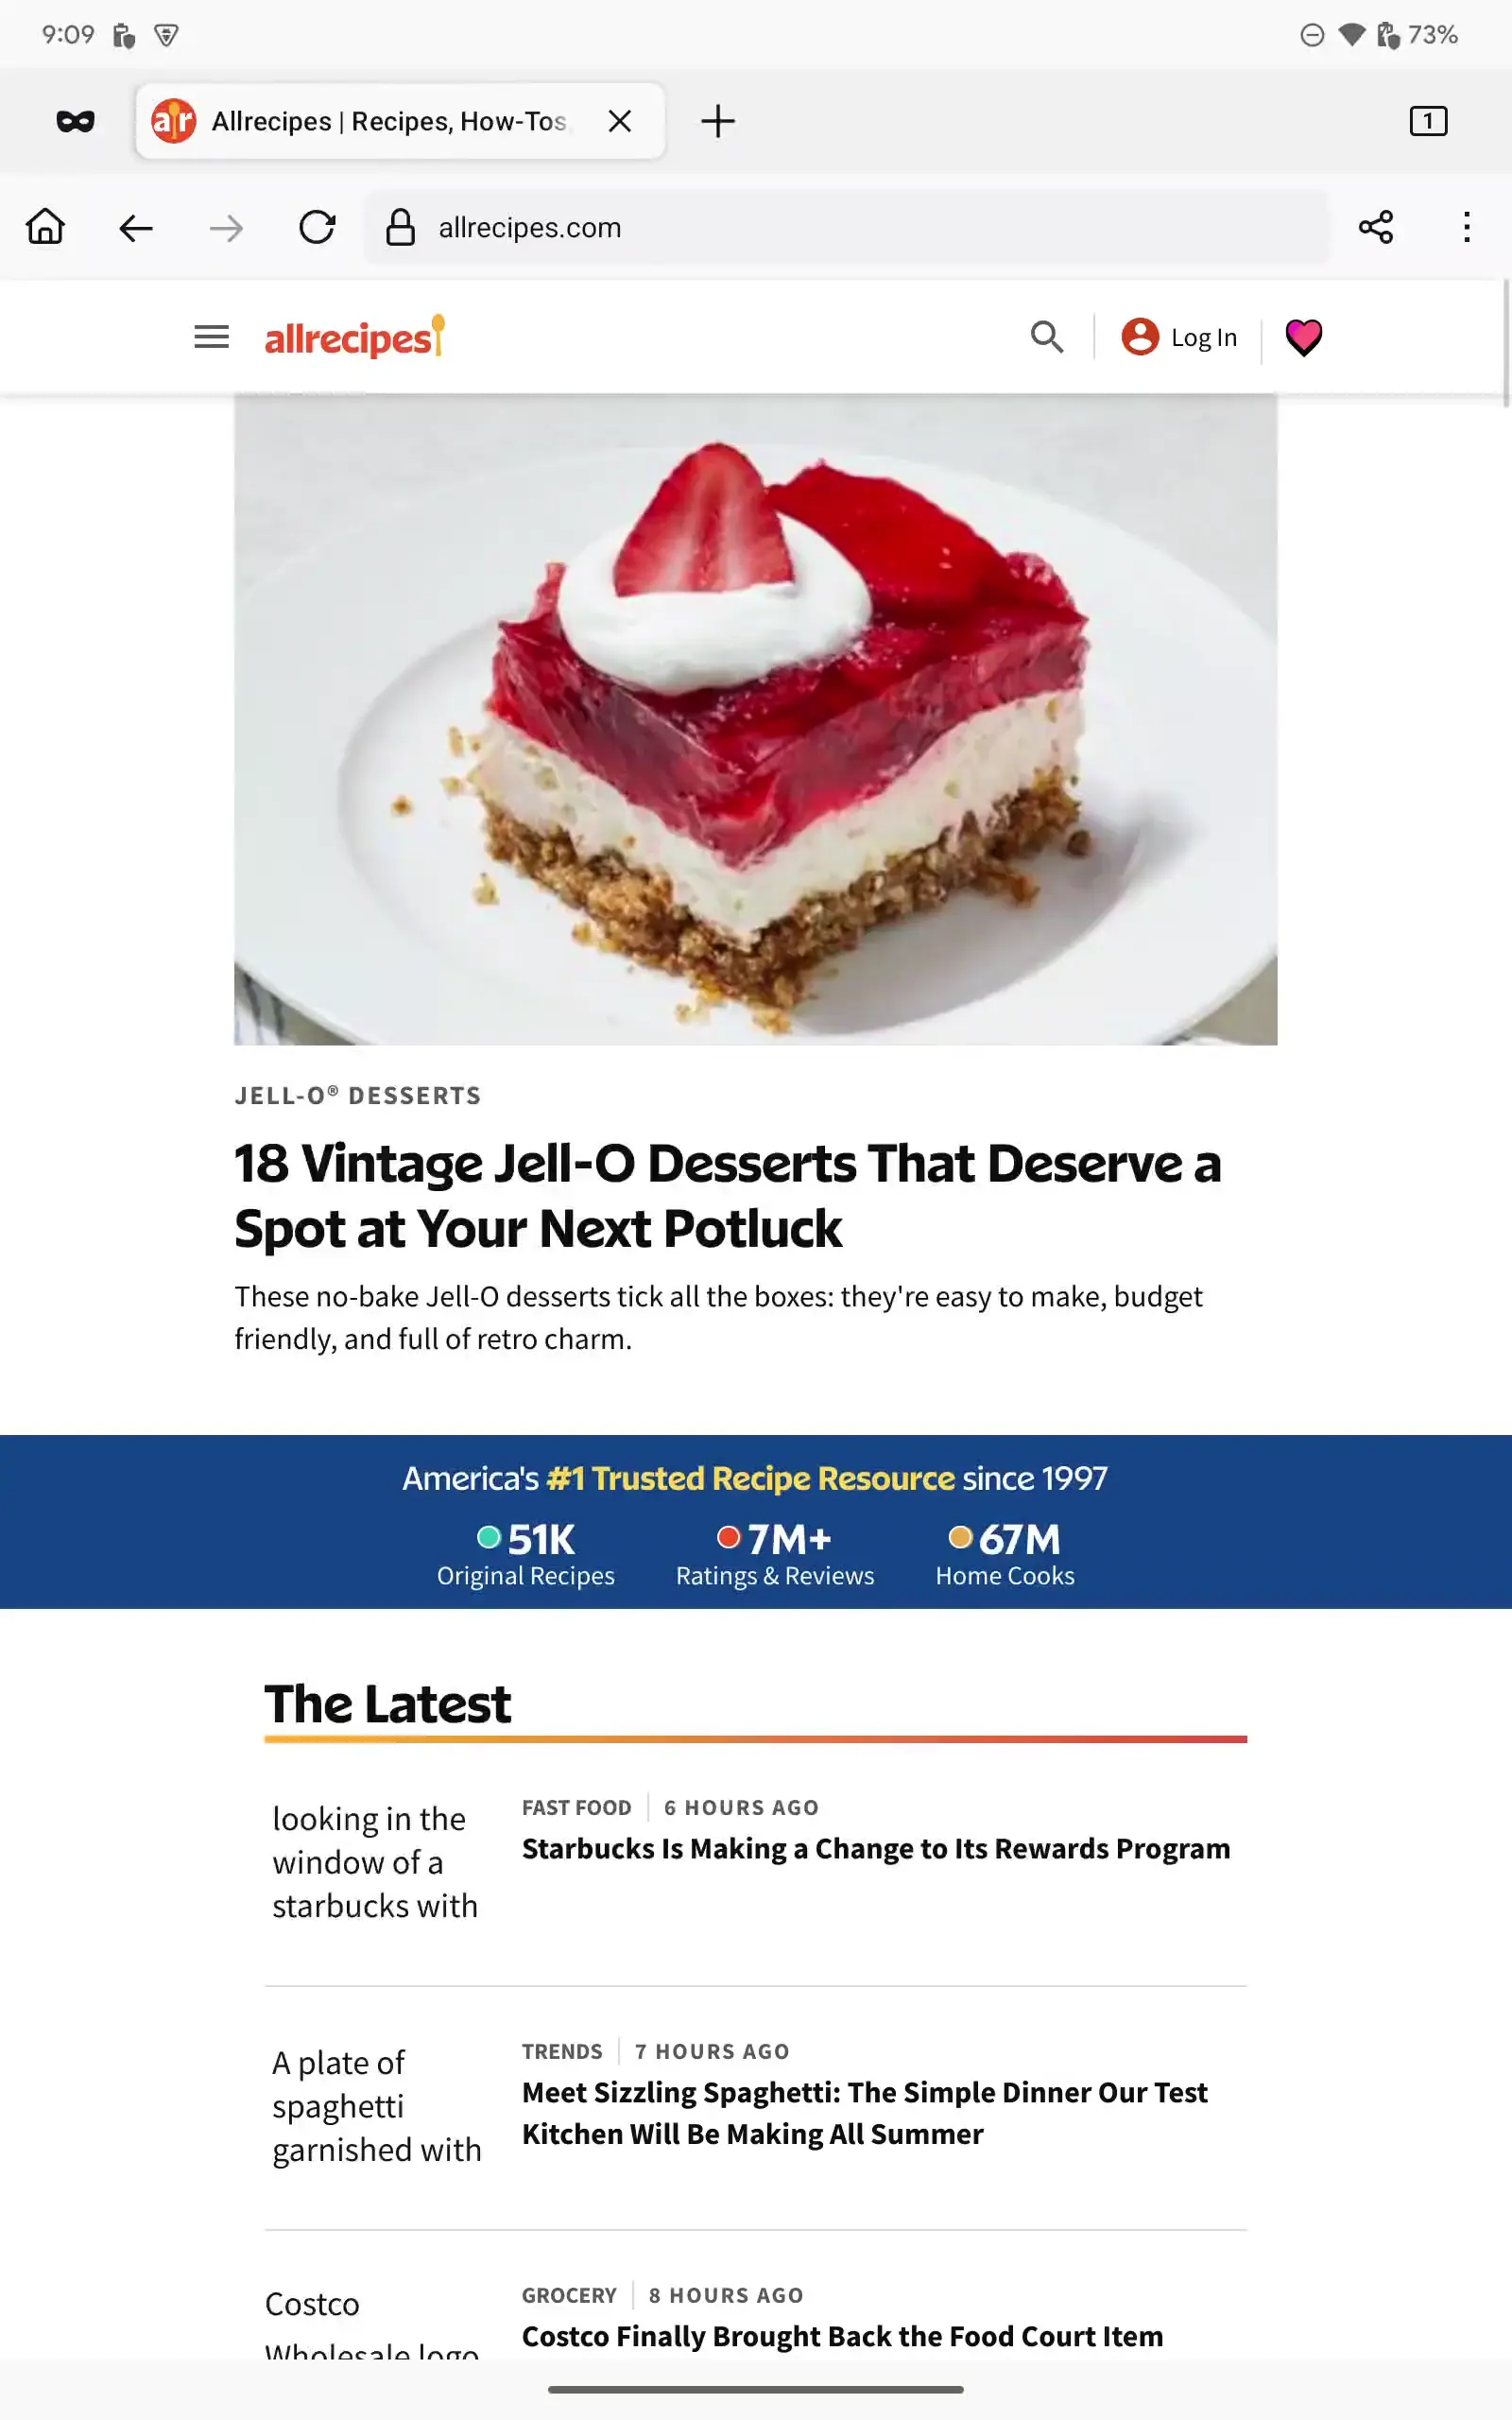 9:09
73%
Allrecipes | Recipes, How-Tos
1
allrecipes.com
allrecipes
Log In
JELL-O® DESSERTS
18 Vintage Jell-O Desserts That Deserve a
Spot at Your Next Potluck
These no-bake Jell-O desserts tick all the boxes: they're easy to make, budget
friendly, and full of retro charm.
America's #1 Trusted Recipe Resource since 1997
51K
Original Recipes
7M+
Ratings & Reviews
67M
Home Cooks
The Latest
looking in the
window of a
starbucks with
FAST FOOD
6 HOURS AGO
Starbucks Is Making a Change to Its Rewards Program
A plate of
spaghetti
garnished with
TRENDS
7 HOURS AGO
Meet Sizzling Spaghetti: The Simple Dinner Our Test
Kitchen Will Be Making All Summer
Costco
Wholesale logo
GROCERY
8 HOURS AGO
Costco Finally Brought Back the Food Court Item